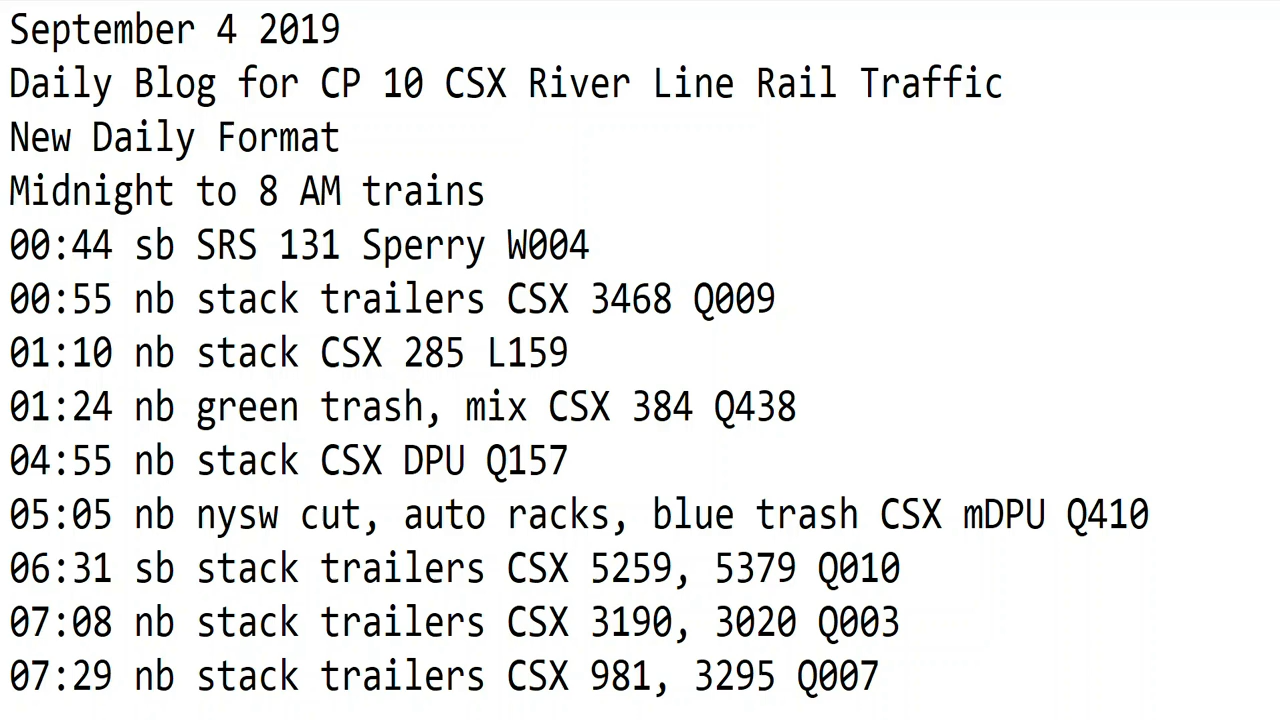 September 4 2019
Daily Blog for CP 10 CSX River Line Rail Traffic
New Daily Format
Midnight to 8 AM trains
00:44 sb SRS 131 Sperry W004
00:55 nb stack trailers CSX 3468 Q009
01:10 nb stack CSX 285 L159
01:24 nb green trash, mix CSX 384 Q438
04:55 nb stack CSX DPU Q157
05:05 nb nysw cut, auto racks, blue trash CSX mDPU Q410
06:31 sb stack trailers CSX 5259, 5379 Q010
07:08 nb stack trailers CSX 3190, 3020 Q003
07:29 nb stack trailers CSX 981, 3295 Q007